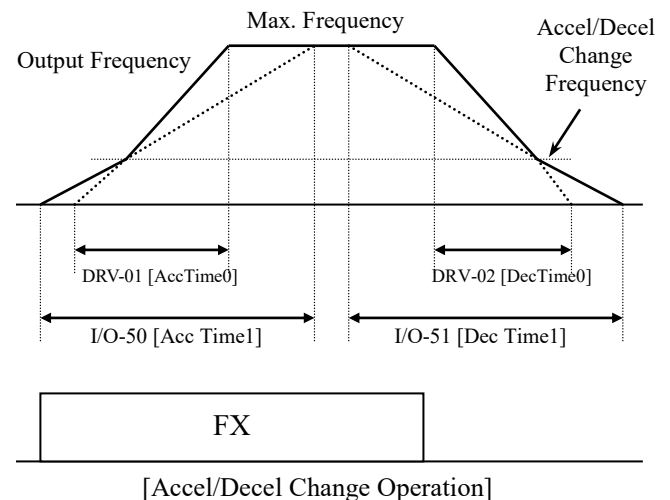 Max. Frequency
Output Frequency
Accel/Decel
Change
Frequency
DRV-01 [AccTime0]
DRV-02 [DecTime0]
I/O-50 [Acc Time1]
I/O-51 [Dec Time1]
FX
[Accel/Decel Change Operation]